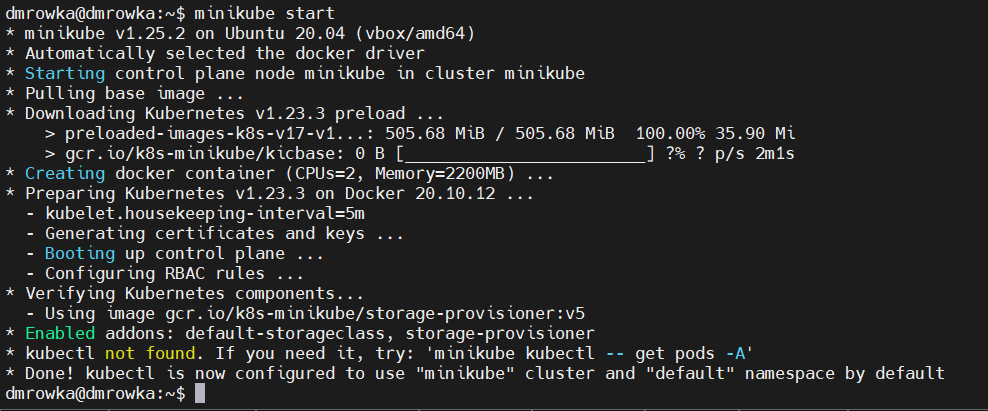 dmrowka@dmrowka:~$ minikube start
* minikube v1.25.2 on Ubuntu 20.04 (vbox/amd64)
* Automatically selected the docker driver
* Starting control plane node minikube in cluster minikube
* Pulling base image ...
* Downloading Kubernetes v1.23.3 preload ...
    > preloaded-images-k8s-v17-v1...: 505.68 MiB / 505.68 MiB  100.00% 35.90 Mi
    > gcr.io/k8s-minikube/kicbase: 0 B [________________________] ?% ? p/s 2m1s
* Creating docker container (CPUs=2, Memory=2200MB) ...
* Preparing Kubernetes v1.23.3 on Docker 20.10.12 ...
  - kubelet.housekeeping-interval=5m
  - Generating certificates and keys ...
  - Booting up control plane ...
  - Configuring RBAC rules ...
* Verifying Kubernetes components...
  - Using image gcr.io/k8s-minikube/storage-provisioner:v5
* Enabled addons: default-storageclass, storage-provisioner
* kubectl not found. If you need it, try: 'minikube kubectl -- get pods -A'
* Done! kubectl is now configured to use "minikube" cluster and "default" namespace by default
dmrowka@dmrowka:~$